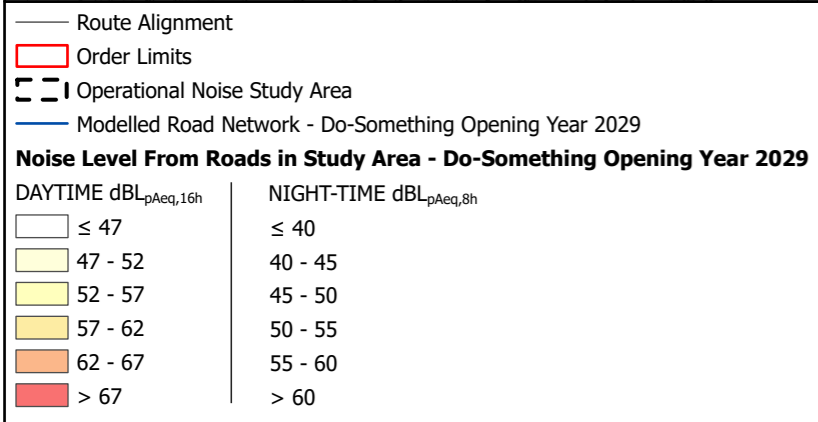 Route Alignment
Order Limits
Operational Noise Study Area
Modelled Road Network - Do-Something Opening Year 2029
Noise Level From Roads in Study Area - Do-Something Opening Year 2029
DAYTIME dBLpAeq,16h NIGHT-TIME dBLpAeq,8h
≤ 47 ≤ 40
47 - 52 40 - 45
52 - 57 45 - 50
57 - 62 50 - 55
62 - 67 55 - 60
> 67 > 60